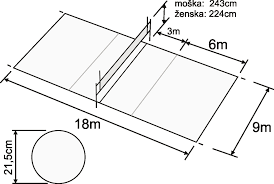 moška: 243cm
ženska: 224cm
3m
6m
18m
9m
21,5cm